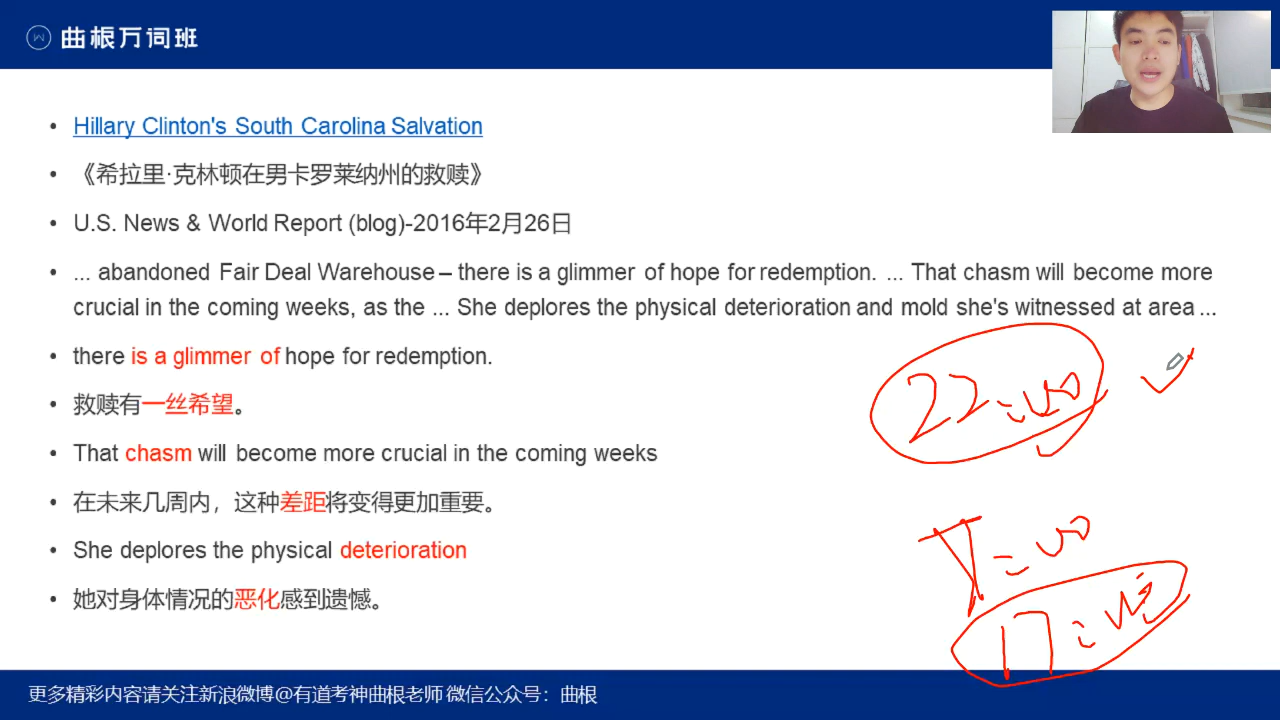 曲根万词班
Hillary Clinton's South Carolina Salvation
《希拉里·克林顿在男卡罗莱纳州的救赎》
U.S. News & World Report (blog)-2016年2月26日
... abandoned Fair Deal Warehouse – there is a glimmer of hope for redemption. ... That chasm will become more
crucial in the coming weeks, as the ... She deplores the physical deterioration and mold she's witnessed at area ...
there is a glimmer of hope for redemption.
救赎有一丝希望。
That chasm will become more crucial in the coming weeks
在未来几周内，这种差距将变得更加重要。
She deplores the physical deterioration
她对身体情况的恶化感到遗憾。
22:00
17:
更多精彩内容请关注新浪微博@有道考神曲根老师 微信公众号：曲根